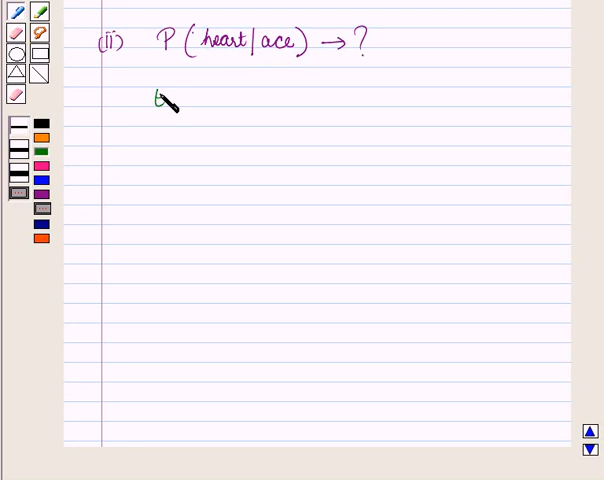 (ii) P (heart/ace) → ?